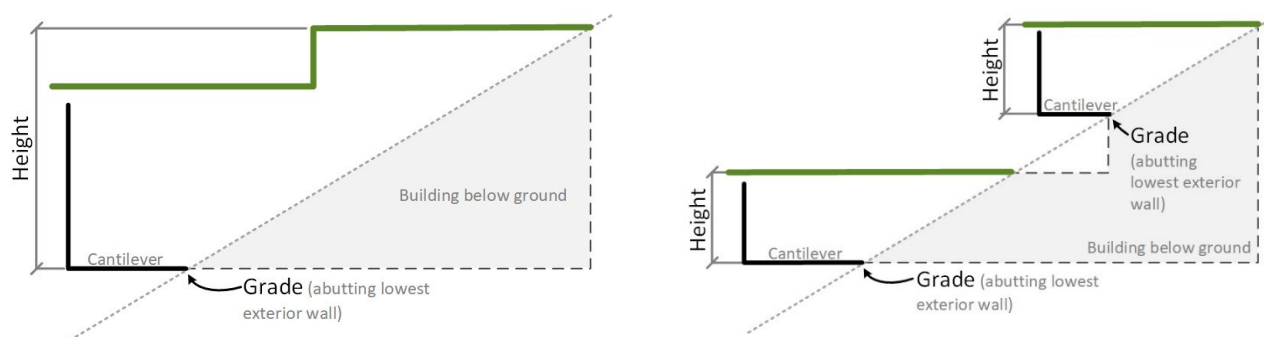 Height
Cantilever
Building below ground
Grade (abutting lowest
exterior wall)
Height
Cantilever
Grade
(abutting
lowest exterior
wall)
Height
Cantilever
Building below ground
Grade (abutting lowest
exterior wall)